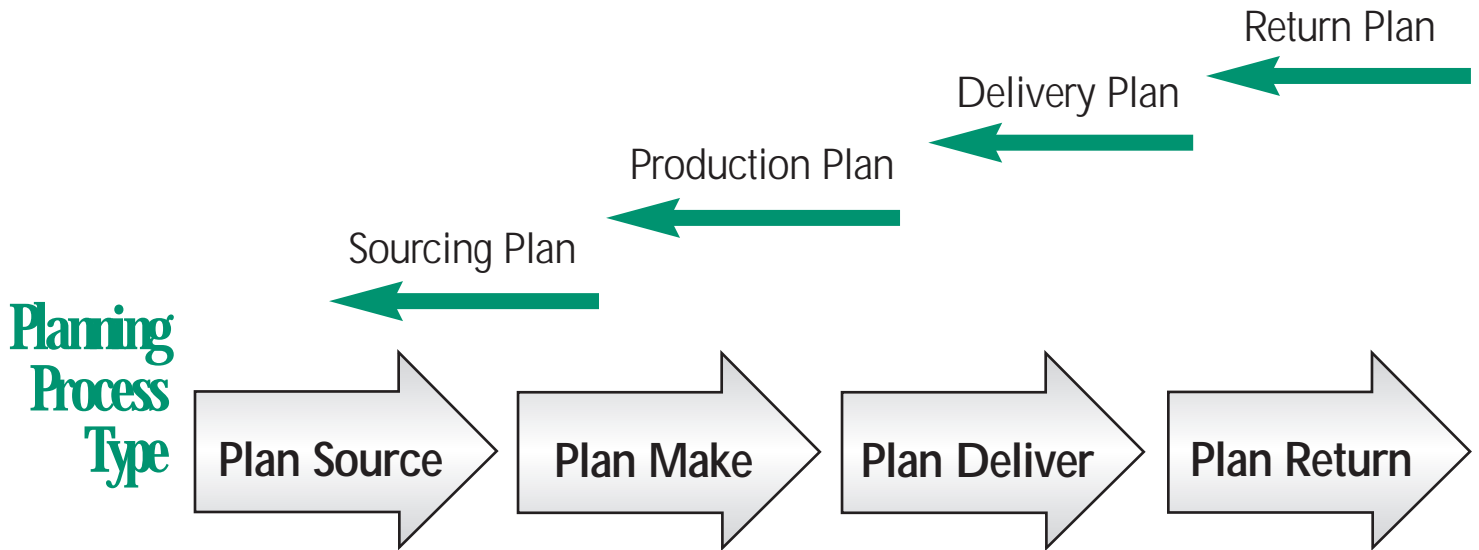 Return Plan
Delivery Plan
Production Plan
Sourcing Plan
Planning
Process
Type
Plan Source
Plan Make
Plan Deliver
Plan Return